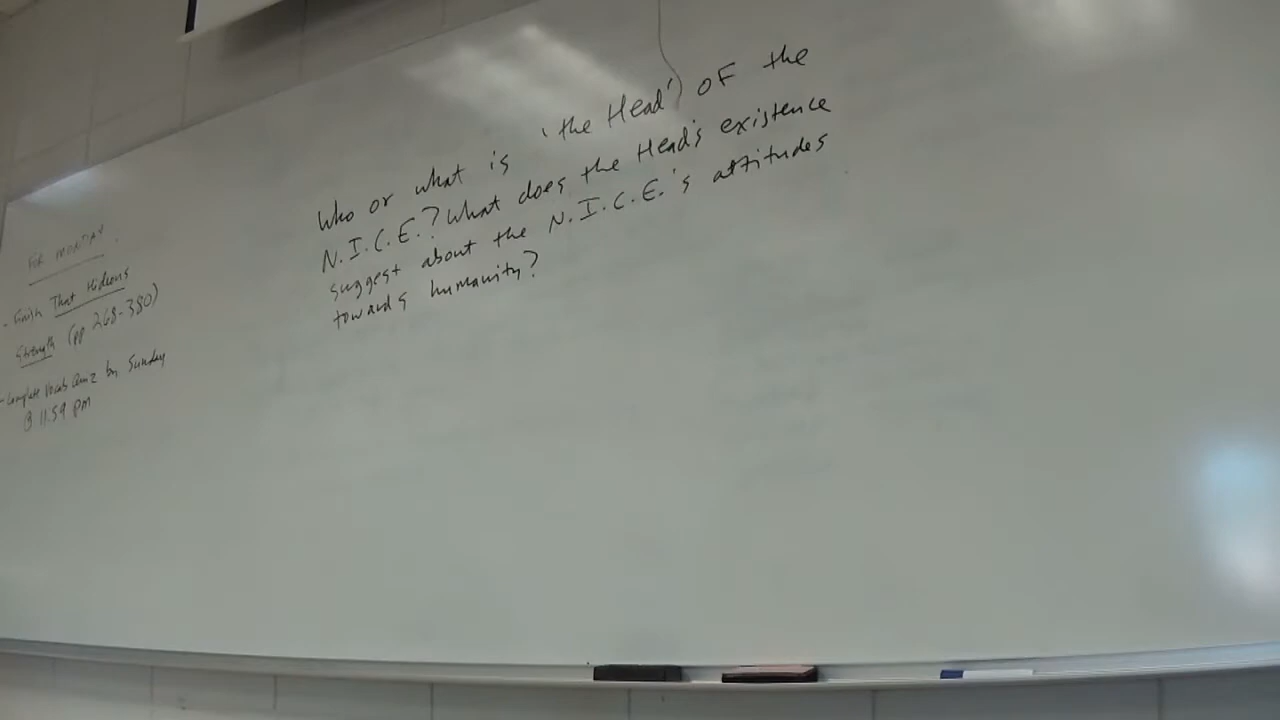 For Monday
- Finish That Hideous
Strength (pp 268-380)
- Complete Vocab Quiz by Sunday
@ 11:59 PM
Who or what is 'the Head' of the
N.I.C.E.? What does the Head's existence
suggest about the N.I.C.E.'s attitudes
towards humanity?